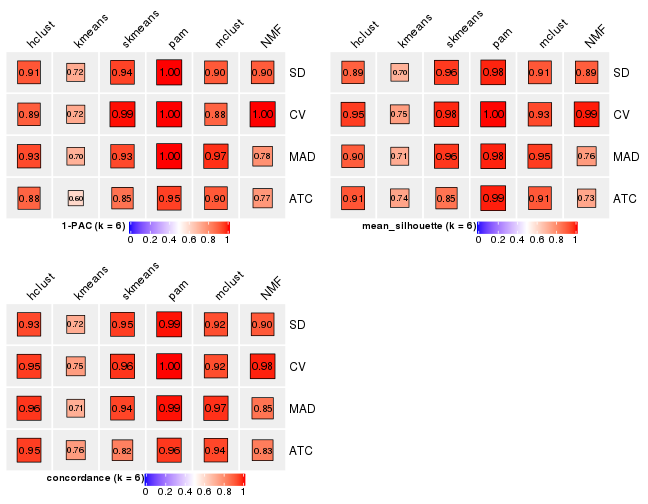 hclust kmeans skmeans pam mclust NMF
0.91 0.72 0.94 1.00 0.90 0.90 SD
0.89 0.72 0.99 1.00 0.88 1.00 CV
0.93 0.70 0.93 1.00 0.97 0.78 MAD
0.88 0.60 0.85 0.95 0.90 0.77 ATC
1-PAC (k = 6)
0 0.2 0.4 0.6 0.8 1
hclust kmeans skmeans pam mclust NMF
0.89 0.70 0.96 0.98 0.91 0.89 SD
0.95 0.75 0.98 1.00 0.93 0.99 CV
0.90 0.71 0.96 0.98 0.95 0.76 MAD
0.91 0.74 0.85 0.99 0.91 0.73 ATC
mean_silhouette (k = 6)
0 0.2 0.4 0.6 0.8 1
hclust kmeans skmeans pam mclust NMF
0.93 0.72 0.95 0.99 0.92 0.90 SD
0.95 0.75 0.96 1.00 0.92 0.98 CV
0.96 0.71 0.94 0.99 0.97 0.85 MAD
0.95 0.76 0.82 0.96 0.94 0.83 ATC
concordance (k = 6)
0 0.2 0.4 0.6 0.8 1